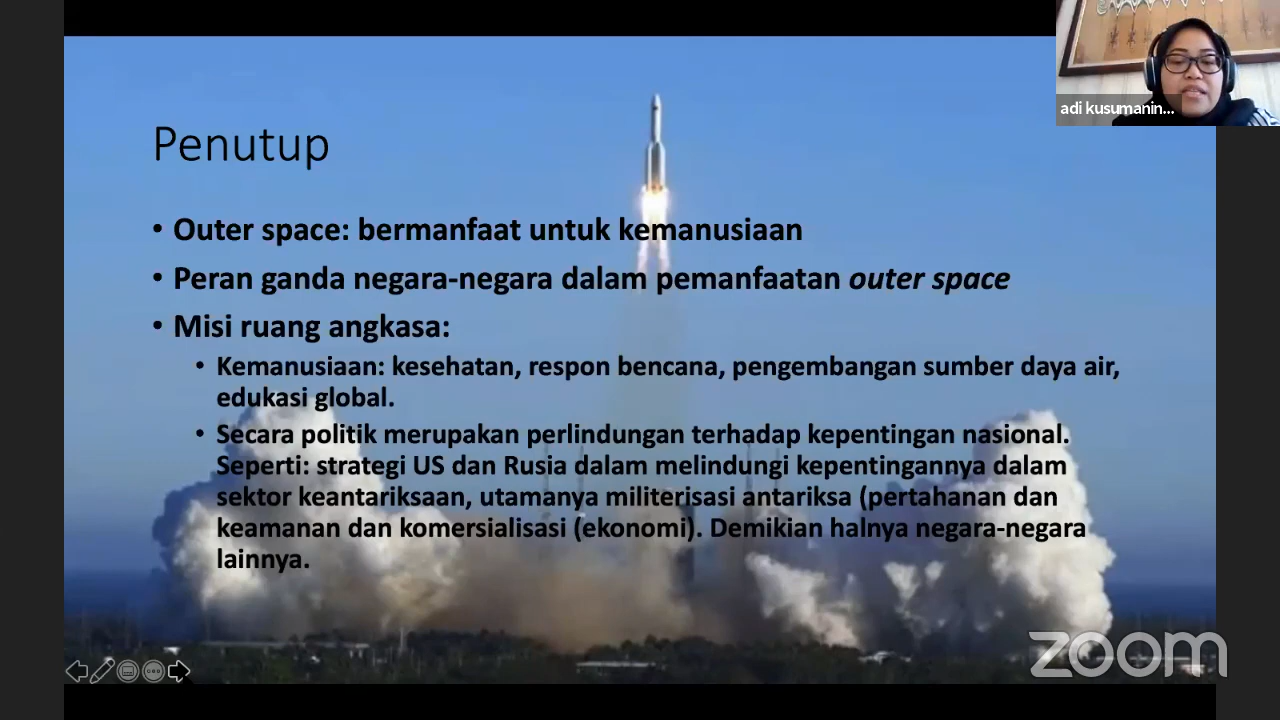 adi kusumanin...
Penutup
• Outer space: bermanfaat untuk kemanusiaan
• Peran ganda negara-negara dalam pemanfaatan outer space
• Misi ruang angkasa:
• Kemanusiaan: kesehatan, respon bencana, pengembangan sumber daya air,
edukasi global.
• Secara politik merupakan perlindungan terhadap kepentingan nasional.
Seperti: strategi US dan Rusia dalam melindungi kepentingannya dalam
sektor keantariksaan, utamanya militerisasi antariksa (pertahanan dan
keamanan dan komersialisasi (ekonomi). Demikian halnya negara-negara
lainnya.
zoom